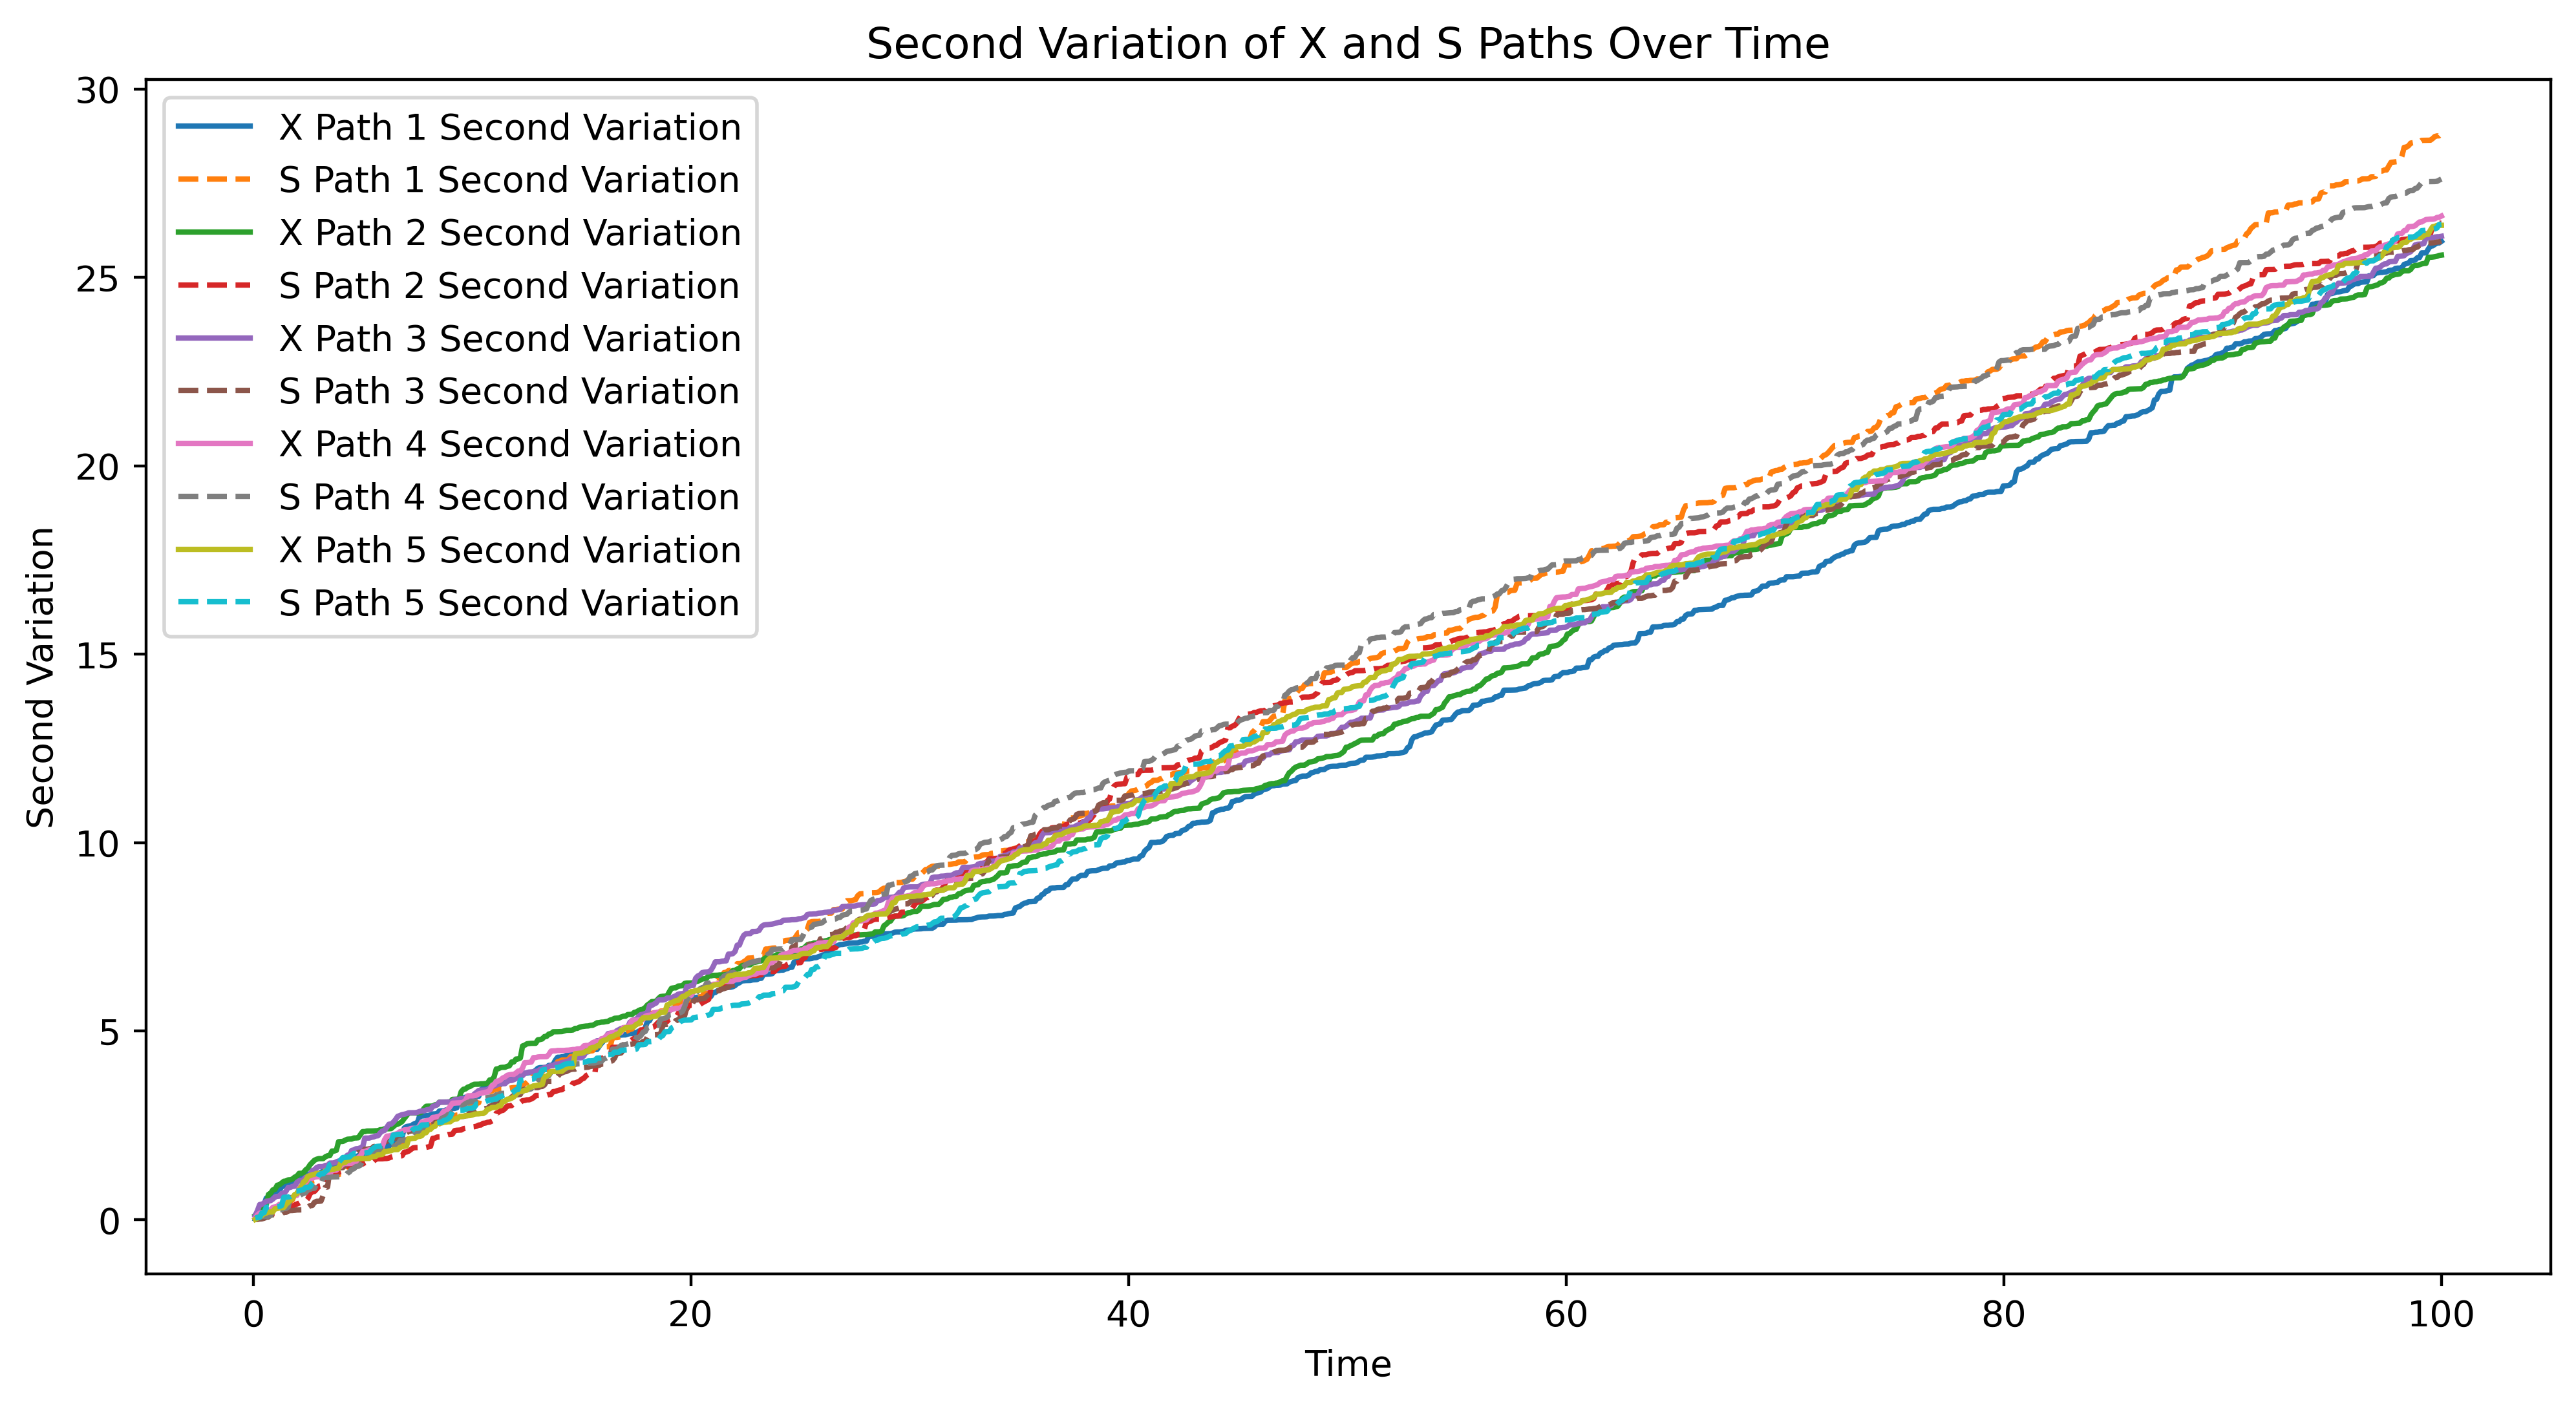 Second Variation of X and S Paths Over Time
30
25
20
15
10
5
0
Second Variation
X Path 1 Second Variation
S Path 1 Second Variation
X Path 2 Second Variation
S Path 2 Second Variation
X Path 3 Second Variation
S Path 3 Second Variation
X Path 4 Second Variation
S Path 4 Second Variation
X Path 5 Second Variation
S Path 5 Second Variation
0 20 40 60 80 100
Time